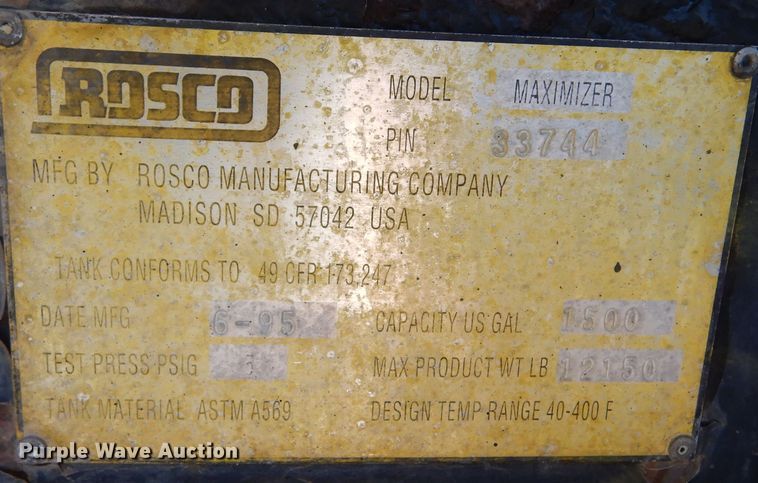 ROSCO
MODEL MAXIMIZER
PIN 33744
MFG BY ROSCO MANUFACTURING COMPANY
MADISON SD 57042 USA
TANK CONFORMS TO 49 CFR 173.247
DATE MFG 6-95 CAPACITY US GAL 1500
TEST PRESS PSIG 5 MAX PRODUCT WT LB 12150
TANK MATERIAL ASTM A569 DESIGN TEMP RANGE 40-400 F
Purple Wave Auction